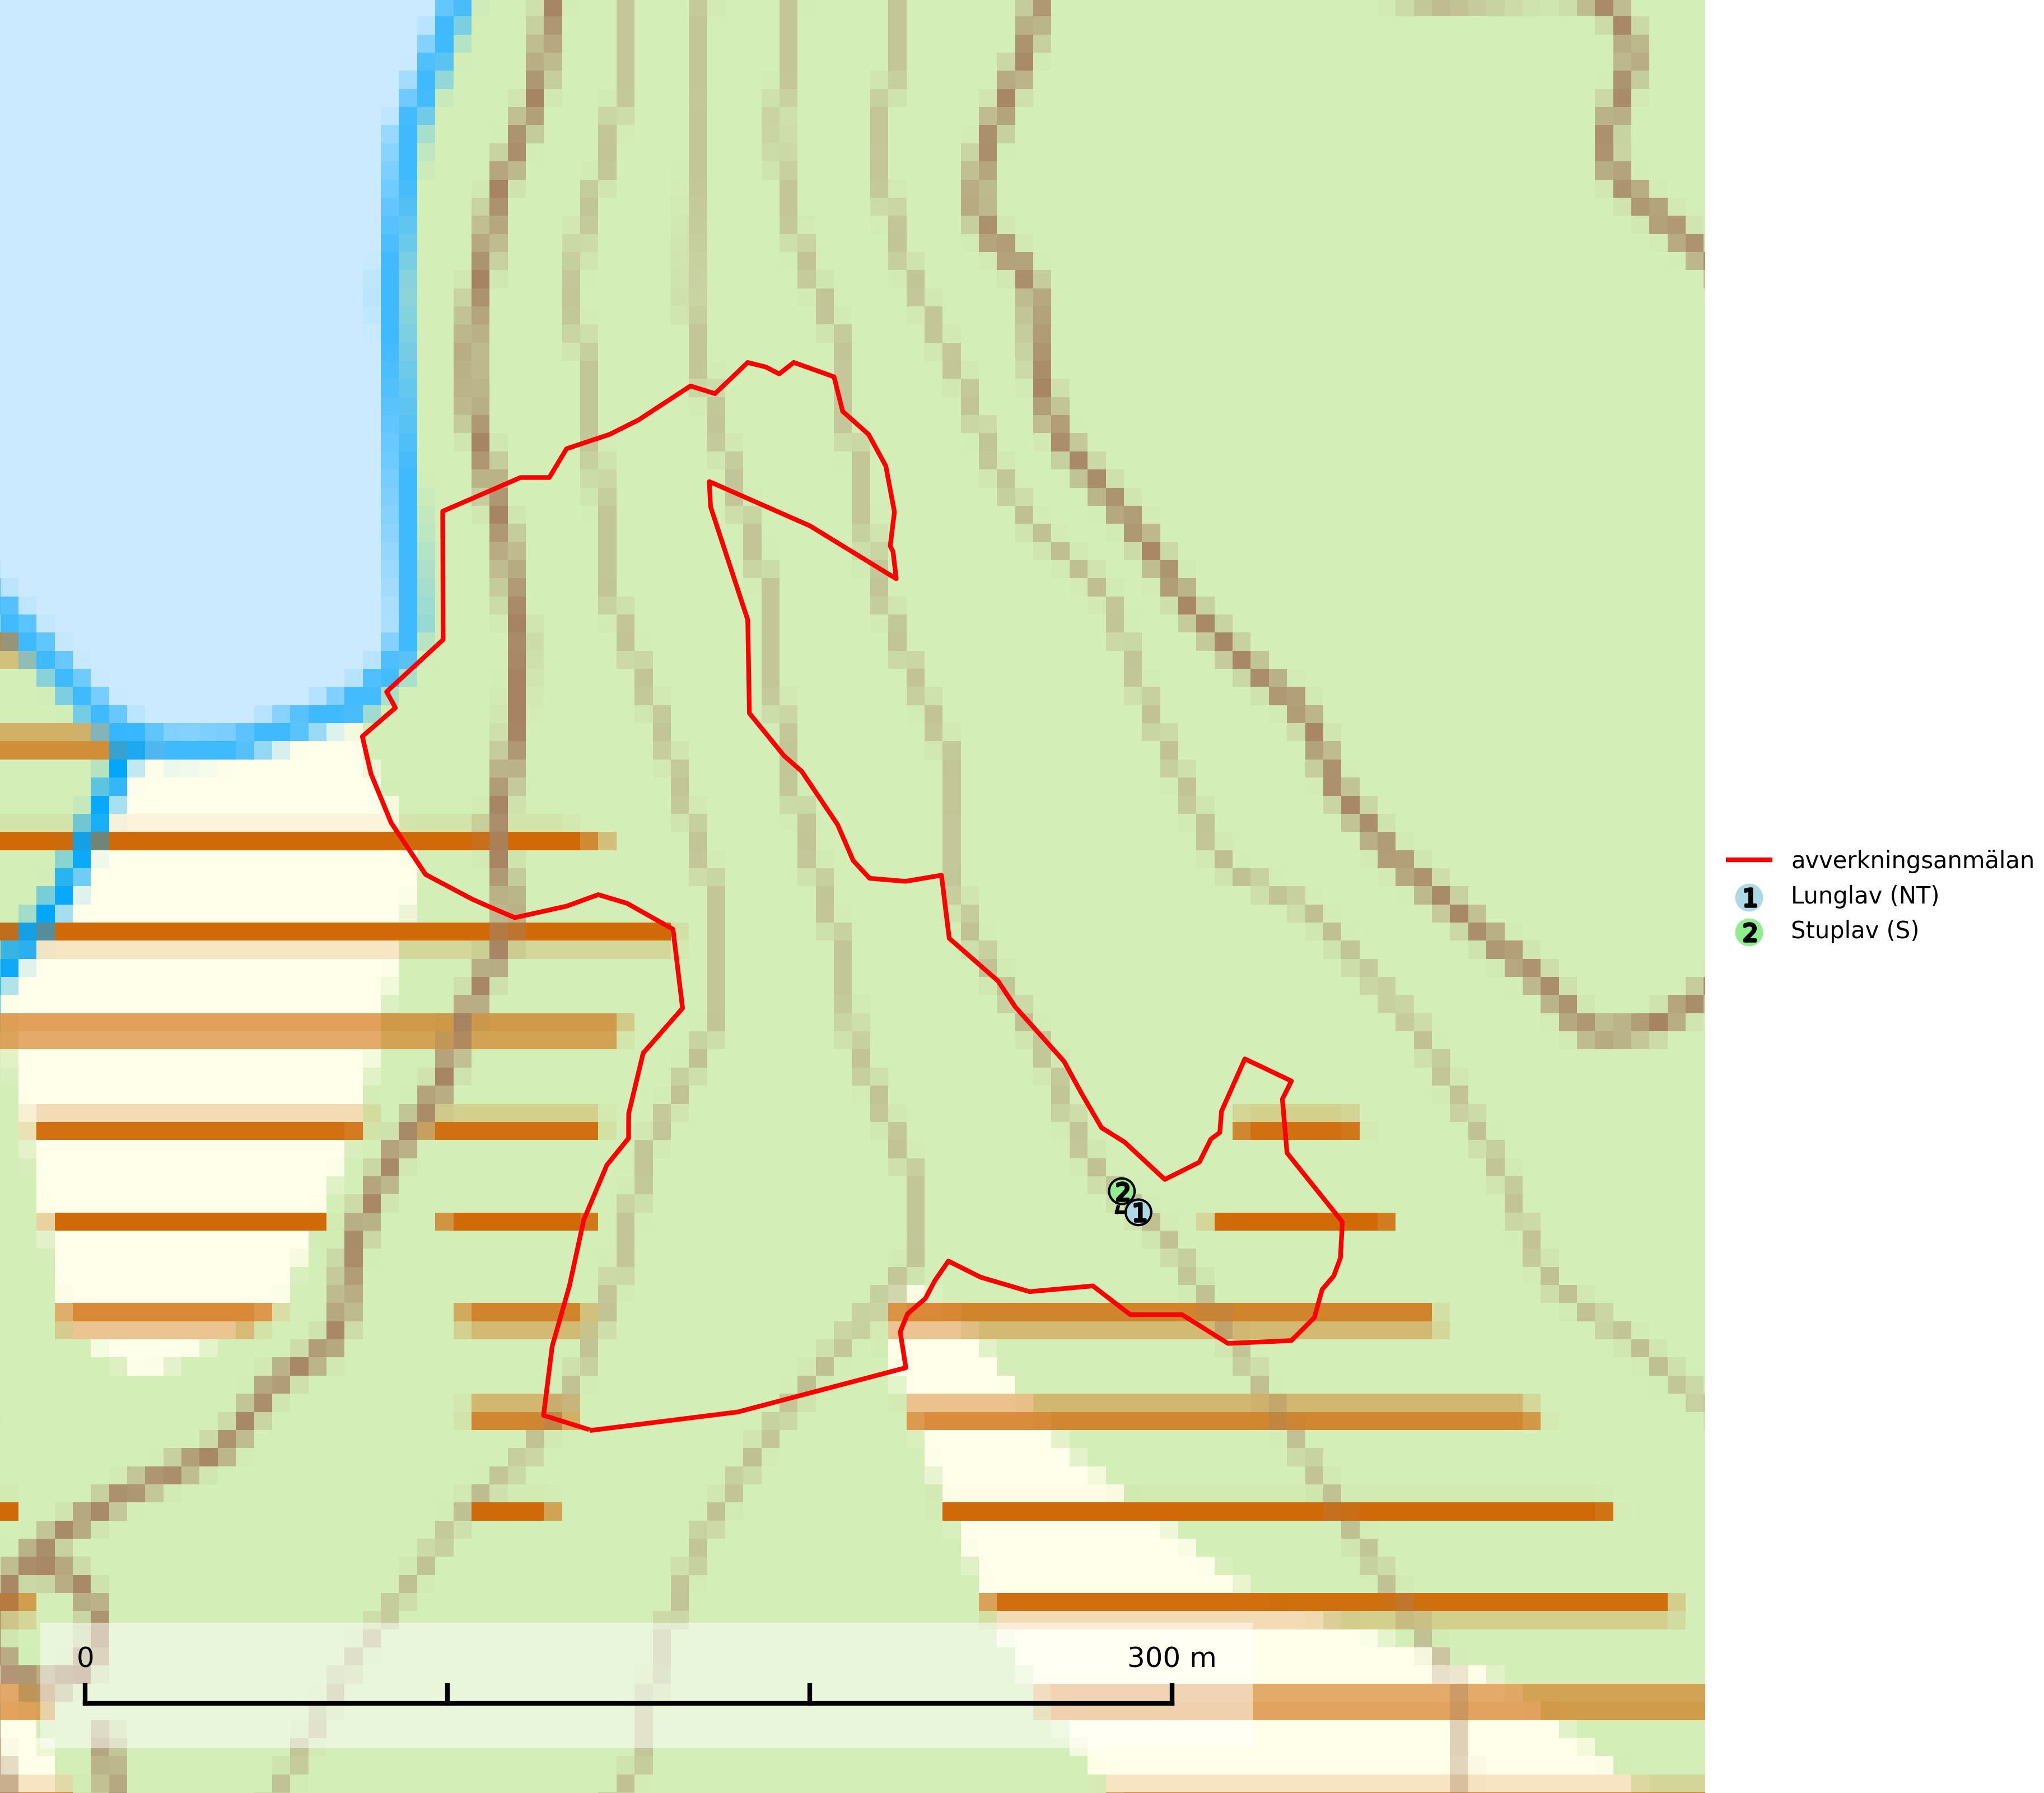 avverkningsanmälan
1 Lunglav (NT)
2 Stuplav (S)
2
1
0 300 m